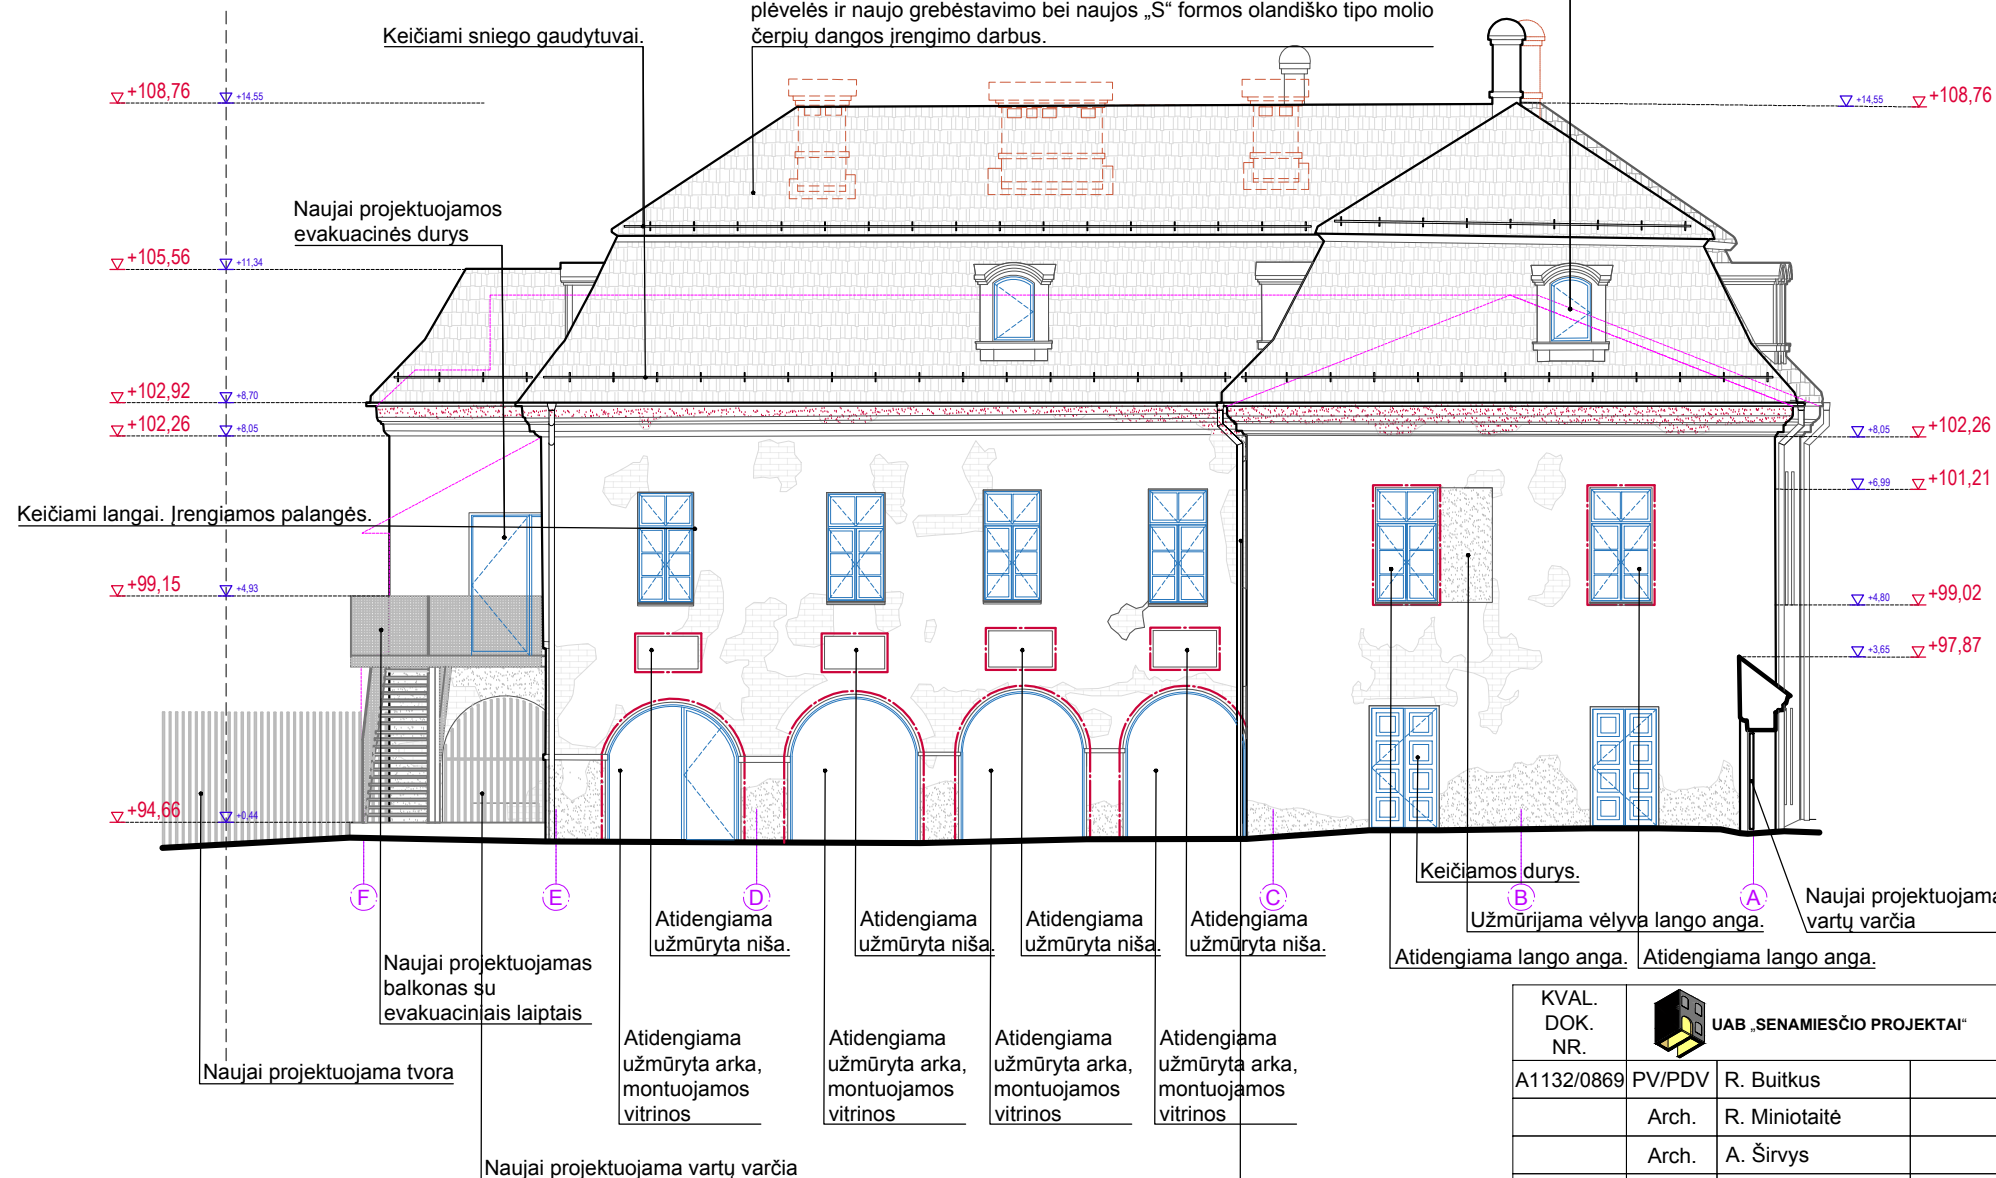 plėvelės ir naujo grebėstavimo bei naujos „S“ formos olandiško tipo molio
čerpių dangos įrengimo darbus.
Keičiami sniego gaudytuvai.
+108,76
+14,55
+14,55
+108,76
Naujai projektuojamos
evakuacinės durys
+105,56
+11,34
+102,92
+8,70
+102,26
+8,05
+8,05
+102,26
+6,99
+101,21
Keičiami langai. Įrengiamos palangės.
+99,15
+4,93
+4,80
+99,02
+3,65
+97,87
+94,66
+0,44
F
E
D
C
B
A
Keičiamos durys.
Užmūrijama vėlyva lango anga.
Naujai projektuojama
vartų varčia
Atidengiama lango anga.
Atidengiama lango anga.
Atidengiama
užmūryta niša.
Atidengiama
užmūryta niša.
Atidengiama
užmūryta niša.
Atidengiama
užmūryta niša.
Naujai projektuojamas
balkonas su
evakuaciniais laiptais
Atidengiama
užmūryta arka,
montuojamos
vitrinos
Atidengiama
užmūryta arka,
montuojamos
vitrinos
Atidengiama
užmūryta arka,
montuojamos
vitrinos
Atidengiama
užmūryta arka,
montuojamos
vitrinos
Naujai projektuojama tvora
Naujai projektuojama vartų varčia
KVAL.
DOK.
NR.
UAB „SENAMIESČIO PROJEKTAI“
A1132/0869 PV/PDV R. Buitkus
Arch. R. Miniotaitė
Arch. A. Širvys